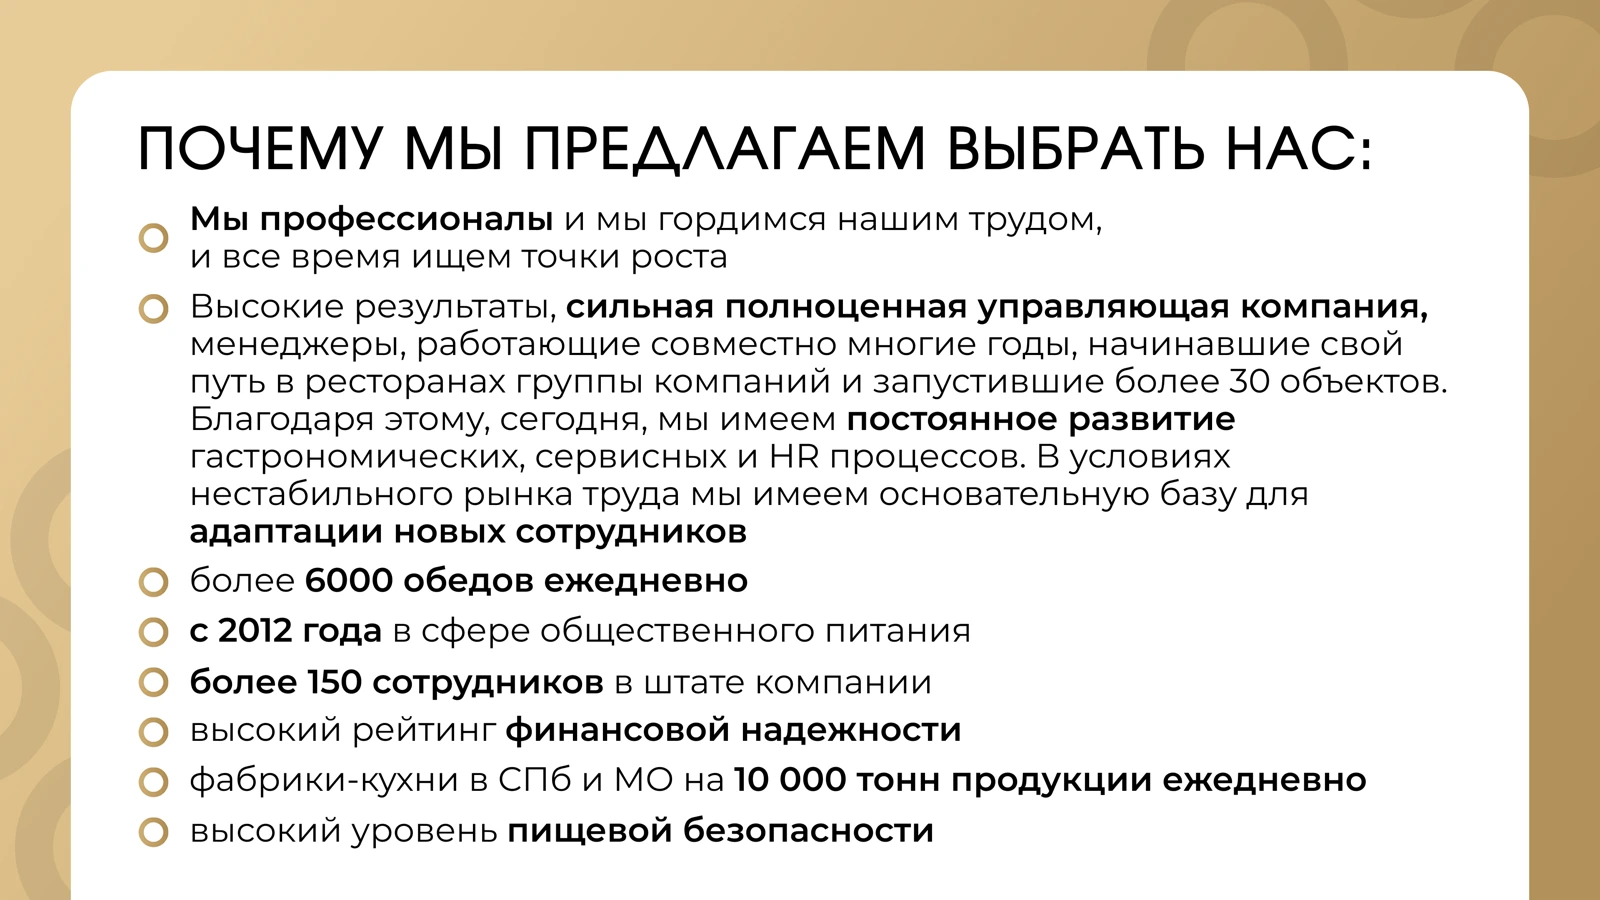 ПОЧЕМУ МЫ ПРЕДЛАГАЕМ ВЫБРАТЬ НАС:
Мы профессионалы и мы гордимся нашим трудом,
и все время ищем точки роста
Высокие результаты, сильная полноценная управляющая компания,
менеджеры, работающие совместно многие годы, начинавшие свой
путь в ресторанах группы компаний и запустившие более 30 объектов.
Благодаря этому, сегодня, мы имеем постоянное развитие
гастрономических, сервисных и HR процессов. В условиях
нестабильного рынка труда мы имеем основательную базу для
адаптации новых сотрудников
более 6000 обедов ежедневно
с 2012 года в сфере общественного питания
более 150 сотрудников в штате компании
высокий рейтинг финансовой надежности
фабрики-кухни в СПб и МО на 10 000 тонн продукции ежедневно
высокий уровень пищевой безопасности